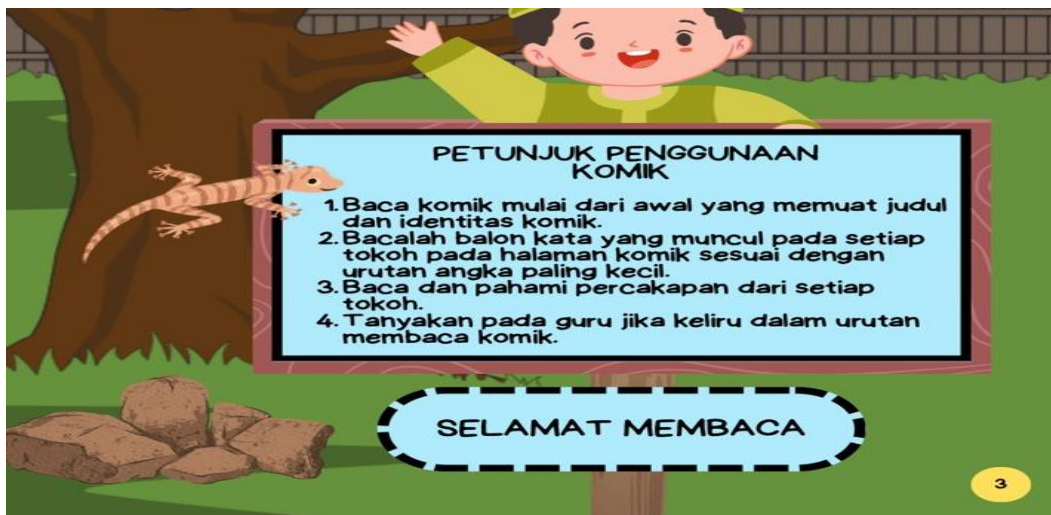 PETUNJUK PENGGUNAAN
KOMIK
1. Baca komik mulai dari awal yang memuat judul
dan identitas komik.
2. Bacalah balon kata yang muncul pada setiap
tokoh pada halaman komik sesuai dengan
urutan angka paling kecil.
3. Baca dan pahami percakapan dari setiap
tokoh.
4. Tanyakan pada guru jika keliru dalam urutan
membaca komik.
SELAMAT MEMBACA
3